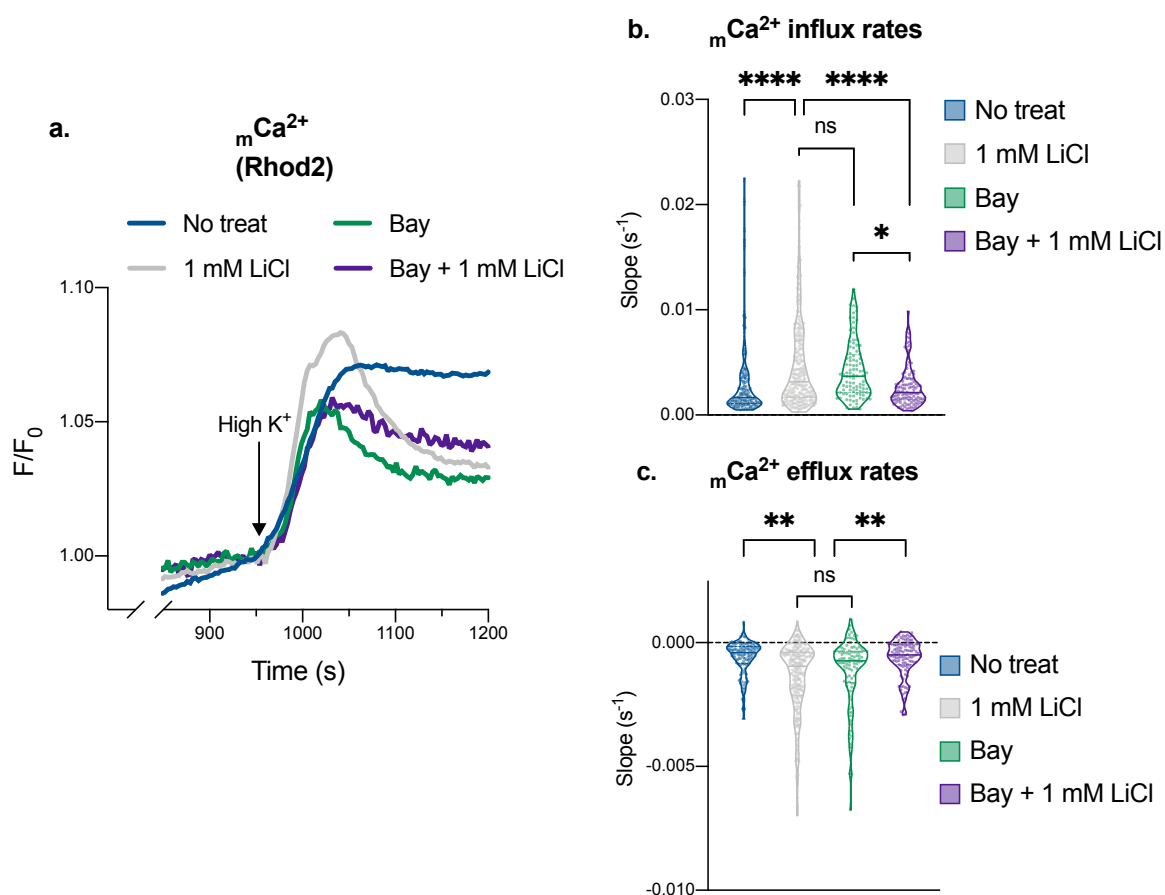 a.
mCa2+
(Rhod2)
No treat
Bay
1 mM LiCl
Bay + 1 mM LiCl
1.10
1.05
1.00
F/F0
High K+
900
1000
1100
1200
Time (s)
b.
mCa2+ influx rates
**** ****
ns
*
0.03
0.02
0.01
0.00
Slope (s-1)
No treat
1 mM LiCl
Bay
Bay + 1 mM LiCl
c.
mCa2+ efflux rates
** **
ns
0.000
-0.005
-0.010
Slope (s-1)
No treat
1 mM LiCl
Bay
Bay + 1 mM LiCl